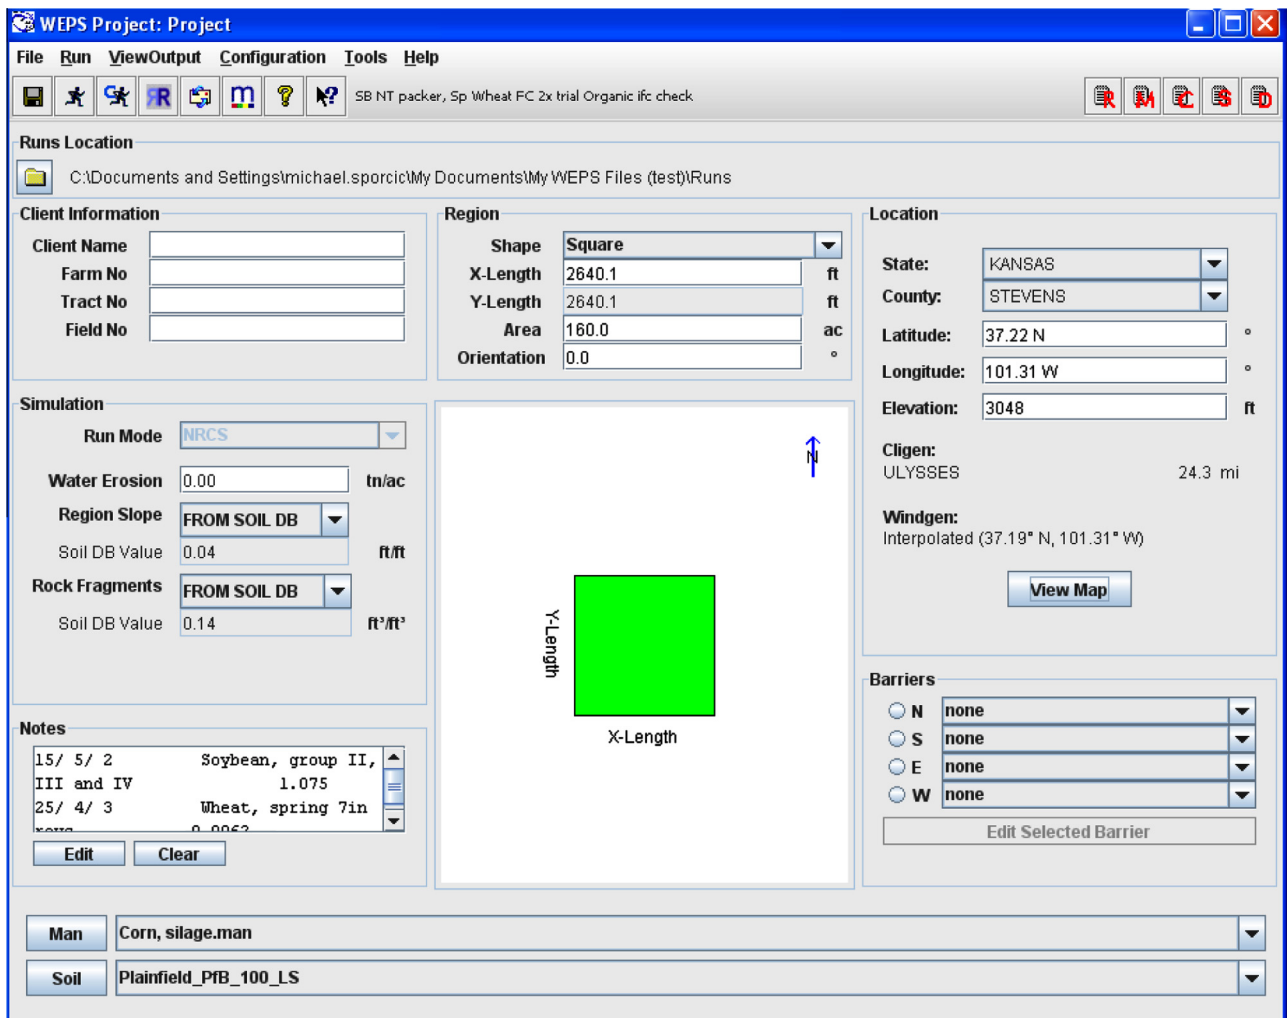 WEPS Project: Project
File Run ViewOutput Configuration Tools Help
R m ? ? SB NT packer, Sp Wheat FC 2x trial Organic ifc check R M C S D
Runs Location
C:\Documents and Settings\michael.sporcic\My Documents\My WEPS Files (test)\Runs
Client Information
Client Name
Farm No
Tract No
Field No
Region
Shape Square
X-Length 2640.1 ft
Y-Length 2640.1 ft
Area 160.0 ac
Orientation 0.0 °
Location
State: KANSAS
County: STEVENS
Latitude: 37.22 N °
Longitude: 101.31 W °
Elevation: 3048 ft
Cligen:
ULYSSES 24.3 mi
Windgen:
Interpolated (37.19° N, 101.31° W)
View Map
Simulation
Run Mode NRCS
Water Erosion 0.00 tn/ac
Region Slope FROM SOIL DB
Soil DB Value 0.04 ft/ft
Rock Fragments FROM SOIL DB
Soil DB Value 0.14 ft³/ft³
N
Y-Length
X-Length
Notes
15/ 5/ 2 Soybean, group II,
III and IV 1.075
25/ 4/ 3 Wheat, spring 7in
rows 0.0062
Edit Clear
Barriers
N none
S none
E none
W none
Edit Selected Barrier
Man Corn, silage.man
Soil Plainfield_PfB_100_LS